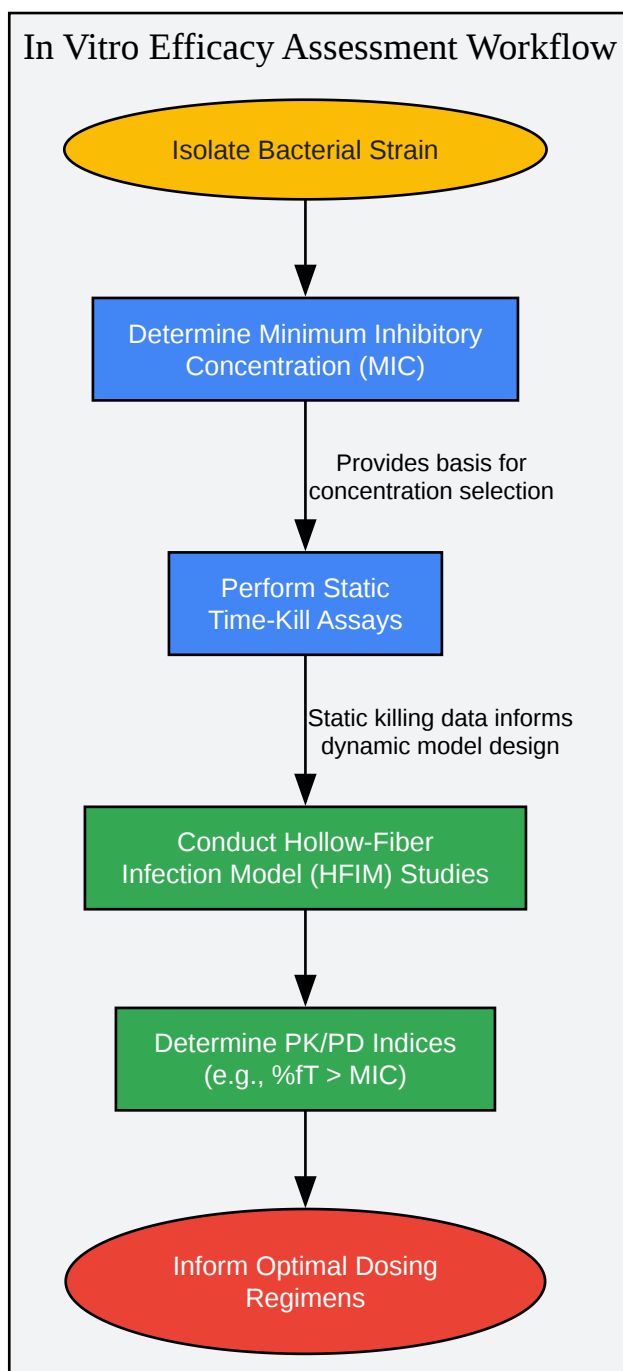 In Vitro Efficacy Assessment Workflow
Isolate Bacterial Strain
Determine Minimum Inhibitory
Concentration (MIC)
Provides basis for
concentration selection
Perform Static
Time-Kill Assays
Static killing data informs
dynamic model design
Conduct Hollow-Fiber
Infection Model (HFIM) Studies
Determine PK/PD Indices
(e.g., %fT > MIC)
Inform Optimal Dosing
Regimens